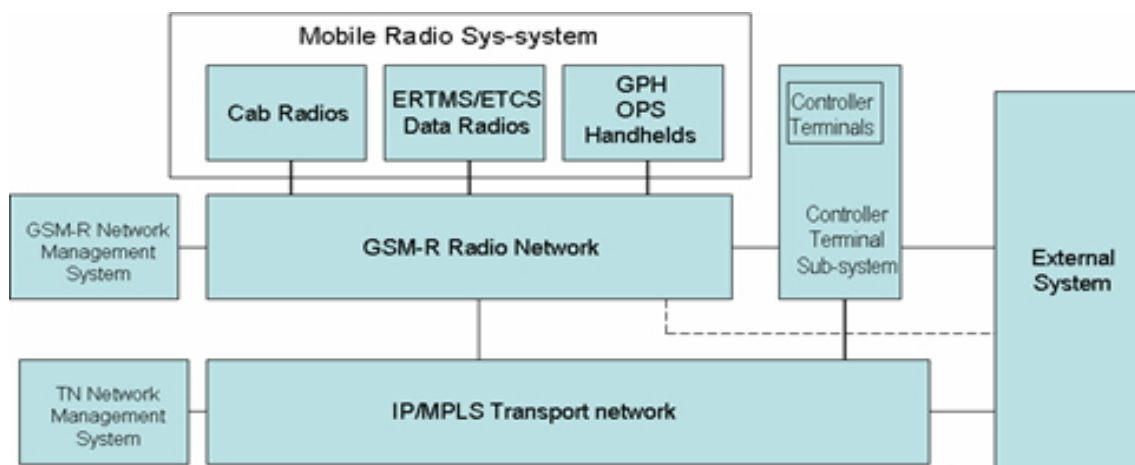 Mobile Radio Sys-system
Cab Radios
ERTMS/ETCS
Data Radios
GPH
OPS
Handhelds
Controller
Terminals
GSM-R Network
Management
System
GSM-R Radio Network
Controller
Terminal
Sub-system
External
System
TN Network
Management
System
IP/MPLS Transport network